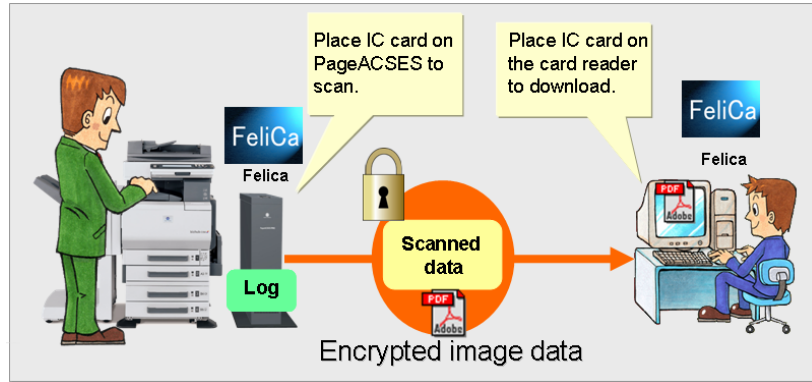 Place IC card on
PageACSES to
scan.
Place IC card on
the card reader
to download.
FeliCa
Felica
FeliCa
Felica
PDF
Adobe
Scanned
data
Log
PDF
Adobe
Encrypted image data